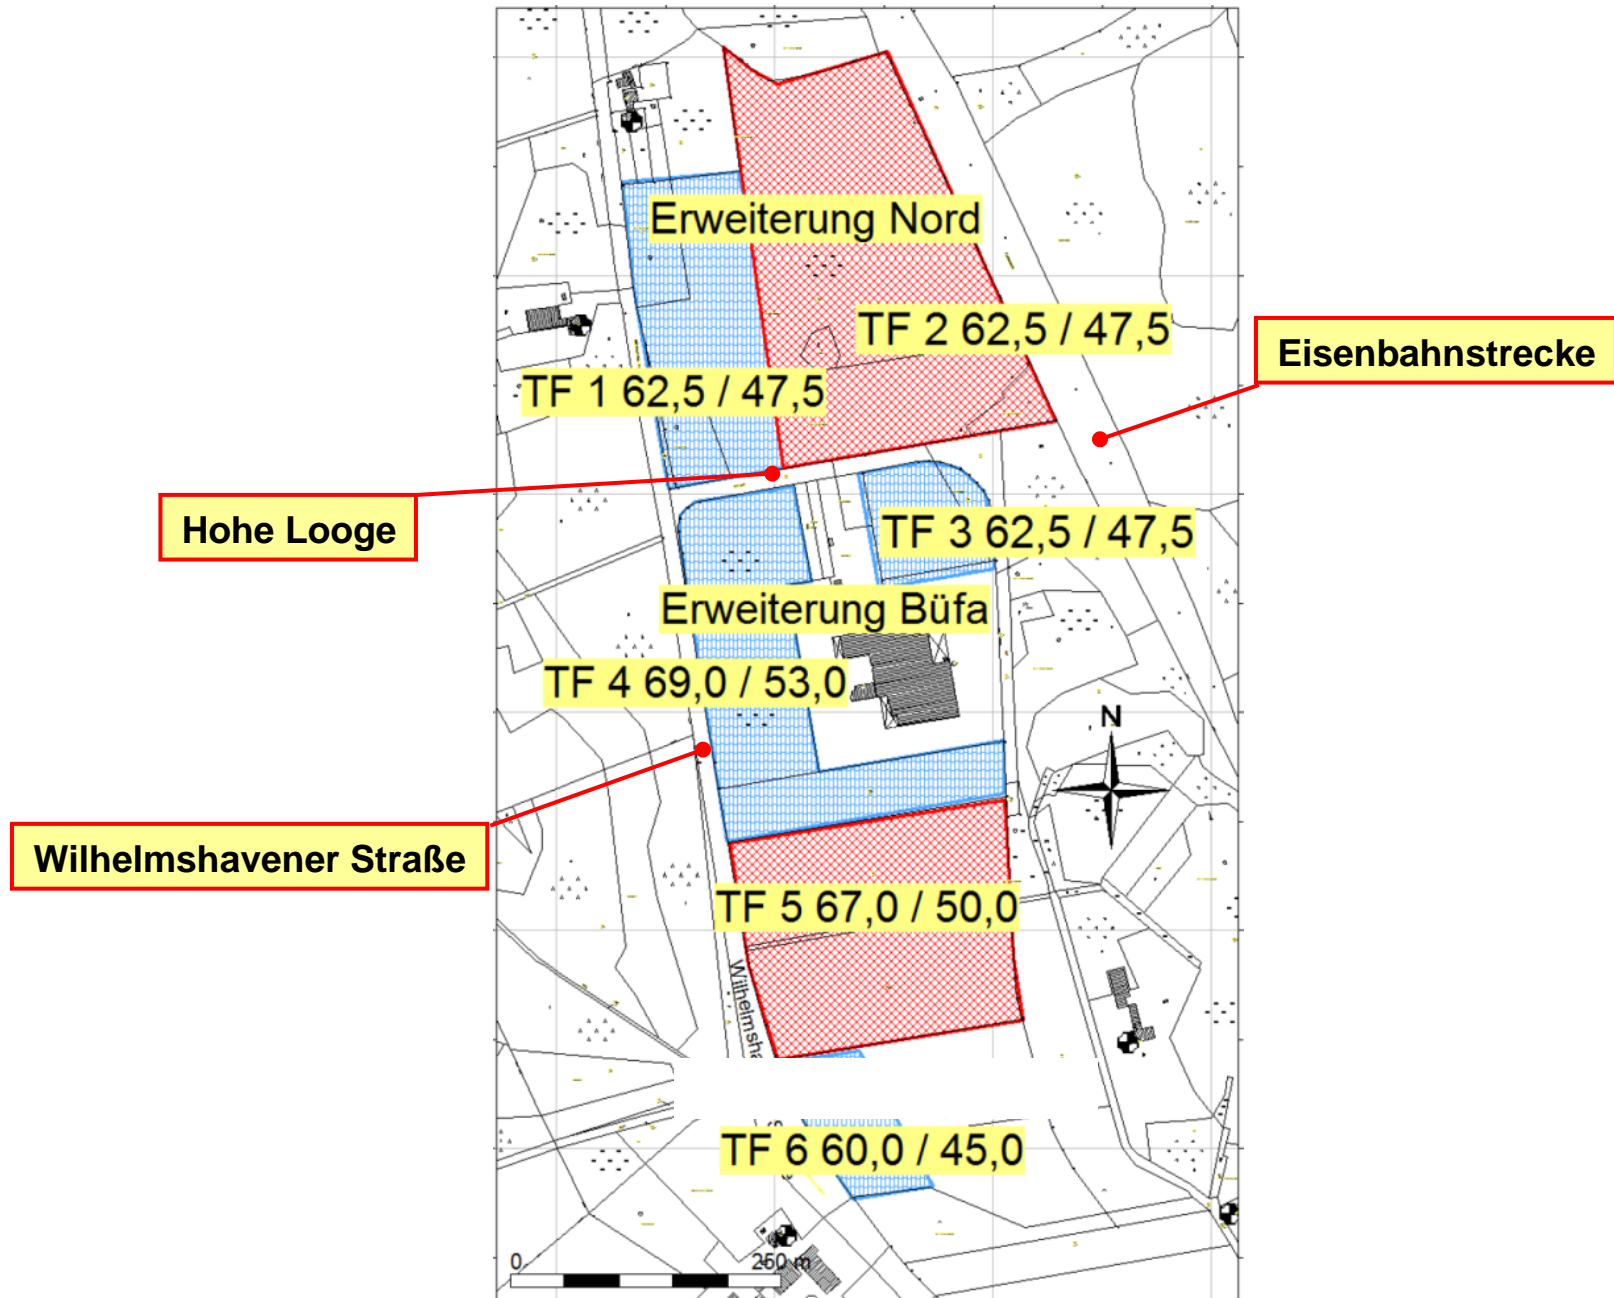 Erweiterung Nord
TF 2 62,5 / 47,5
Eisenbahnstrecke
TF 1 62,5 / 47,5
Hohe Looge
TF 3 62,5 / 47,5
Erweiterung Büfa
TF 4 69,0 / 53,0
N
Wilhelmshavener Straße
TF 5 67,0 / 50,0
Wilhelmsha
TF 6 60,0 / 45,0
0 250 m